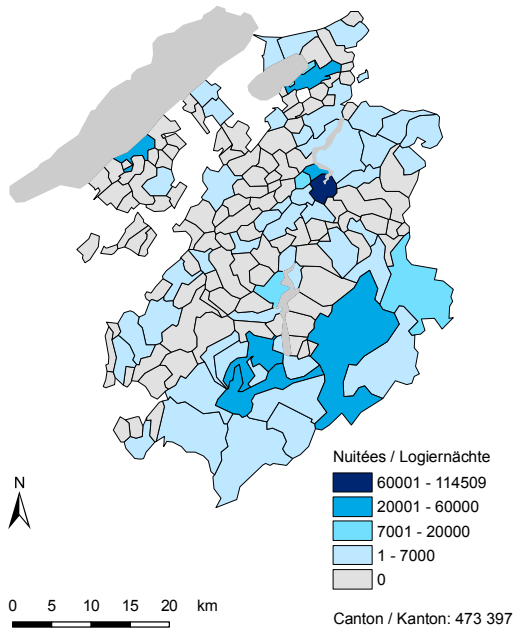 Nuitées / Logiernächte
60001 - 114509
20001 - 60000
7001 - 20000
1 - 7000
0
N
0 5 10 15 20 km
Canton / Kanton: 473 397